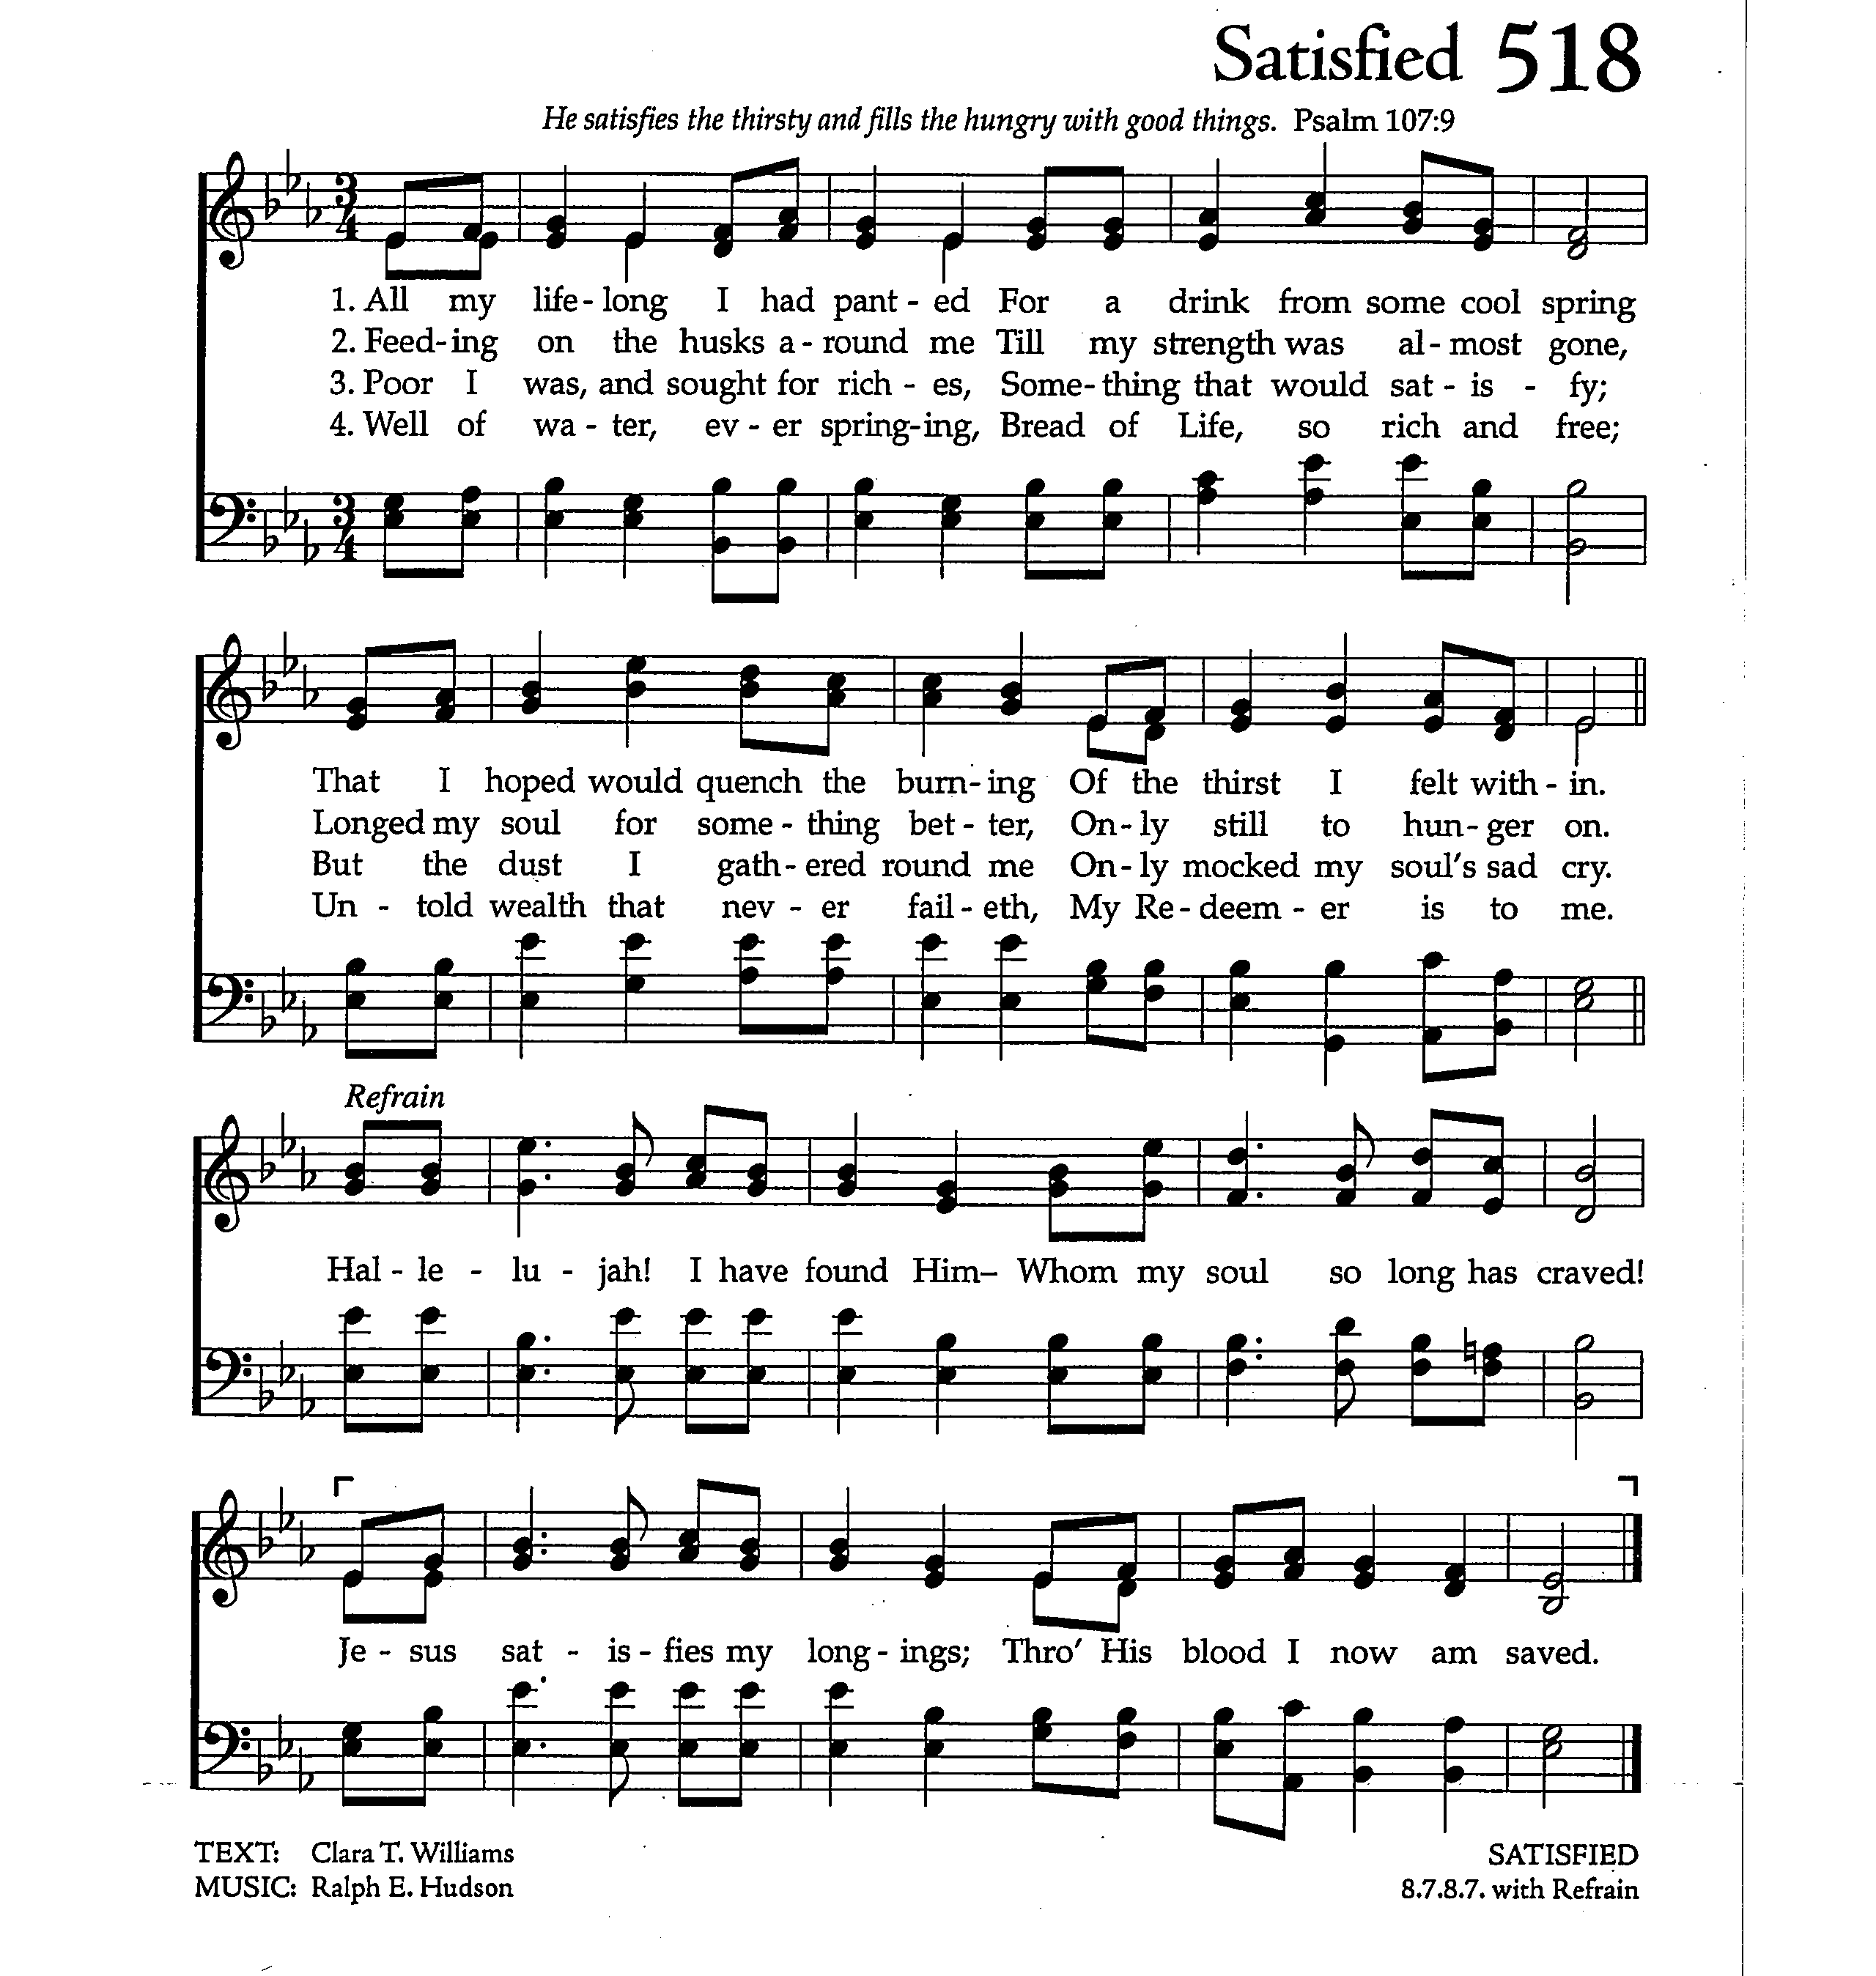 Satisfied 518
He satisfies the thirsty and fills the hungry with good things. Psalm 107:9
1. All my life-long I had pant-ed For a drink from some cool spring
2. Feed-ing on the husks a-round me Till my strength was al-most gone,
3. Poor I was, and sought for rich-es, Some-thing that would sat-is-fy;
4. Well of wa-ter, ev-er spring-ing, Bread of Life, so rich and free;
That I hoped would quench the burn-ing Of the thirst I felt with-in.
Longed my soul for some-thing bet-ter, On-ly still to hun-ger on.
But the dust I gath-ered round me On-ly mocked my soul's sad cry.
Un-told wealth that nev-er fail-eth, My Re-deem-er is to me.
Refrain
Hal-le-lu-jah! I have found Him– Whom my soul so long has craved!
Je-sus sat-is-fies my long-ings; Thro' His blood I now am saved.
TEXT: Clara T. Williams
MUSIC: Ralph E. Hudson
SATISFIED
8.7.8.7. with Refrain